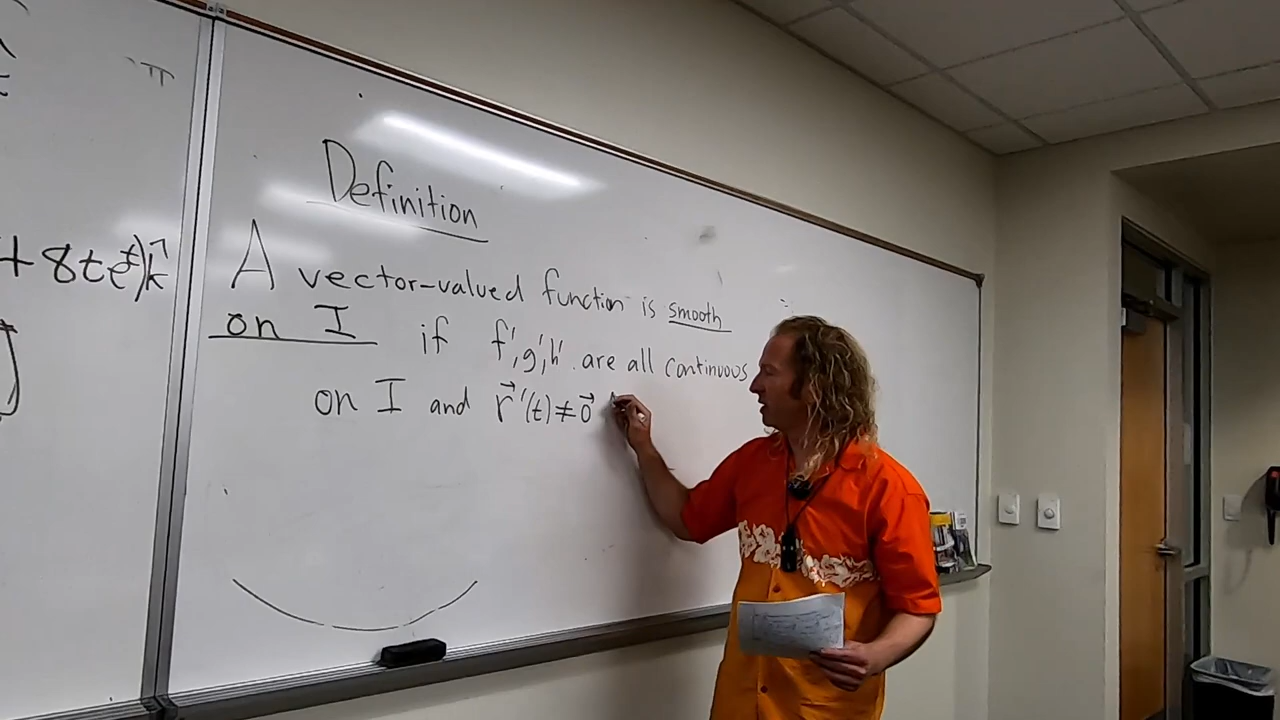 π
+8te^t)k⃗
Definition
A vector-valued function is smooth
on I if f',g',h' are all continuous
on I and r⃗'(t)≠0⃗